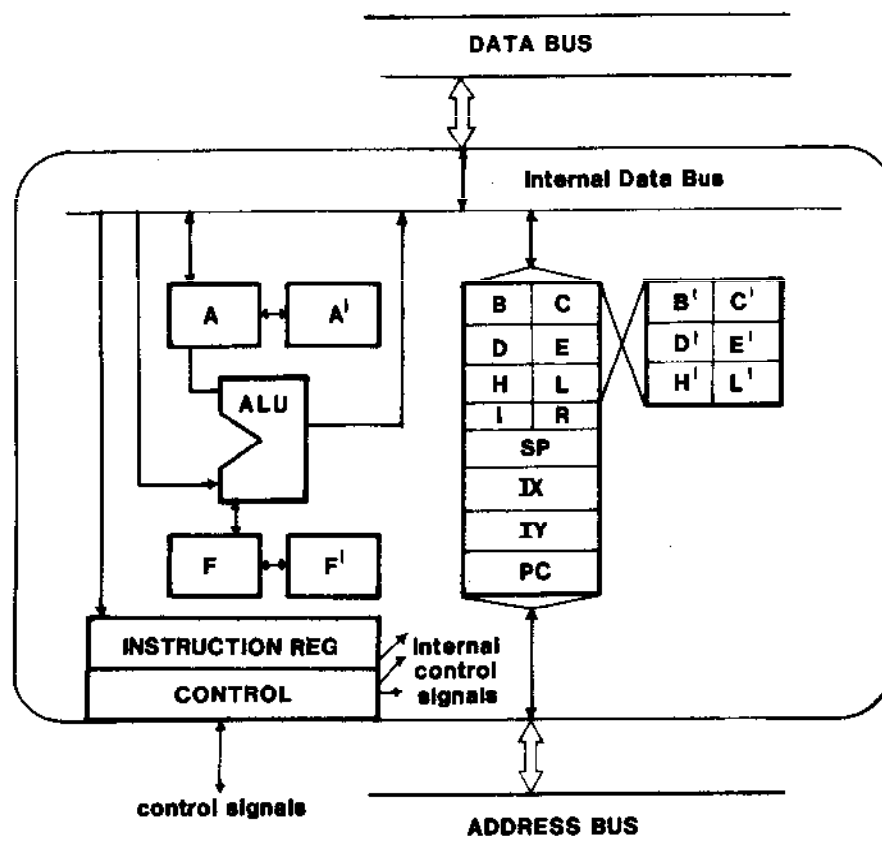 DATA BUS
Internal Data Bus
A
A'
B
C
B'
C'
D
E
D'
E'
H
L
H'
L'
ALU
I
R
SP
IX
IY
F
F'
PC
INSTRUCTION REG
CONTROL
Internal
control
signals
control signals
ADDRESS BUS